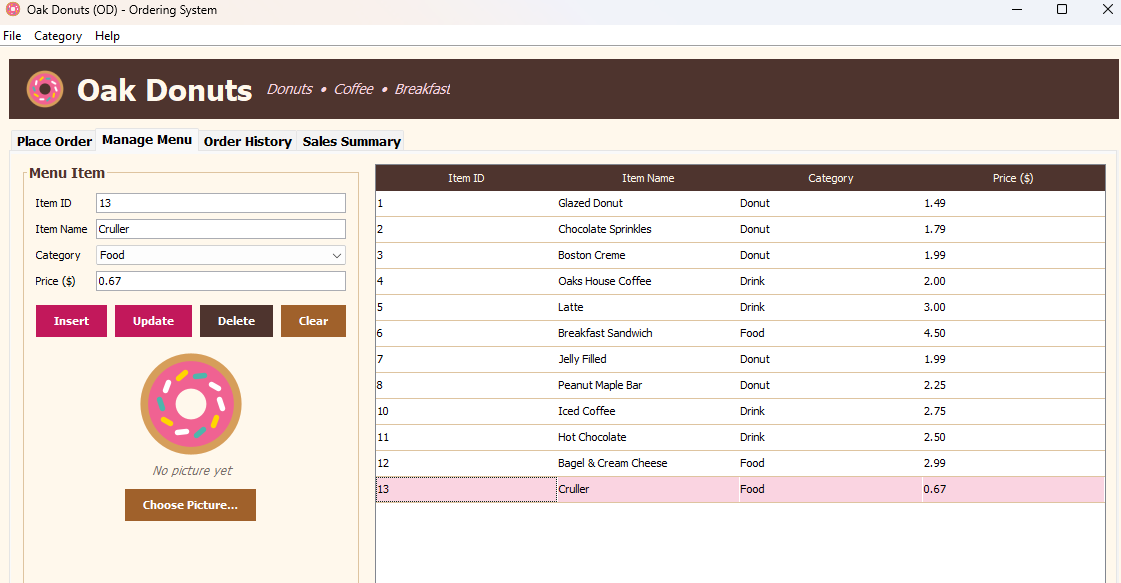 Oak Donuts (OD) - Ordering System
File Category Help
Oak Donuts Donuts • Coffee • Breakfast
Place Order Manage Menu Order History Sales Summary
Menu Item
Item ID 13
Item Name Cruller
Category Food
Price ($) 0.67
Insert Update Delete Clear
No picture yet
Choose Picture...
Item ID Item Name Category Price ($)
1 Glazed Donut Donut 1.49
2 Chocolate Sprinkles Donut 1.79
3 Boston Creme Donut 1.99
4 Oaks House Coffee Drink 2.00
5 Latte Drink 3.00
6 Breakfast Sandwich Food 4.50
7 Jelly Filled Donut 1.99
8 Peanut Maple Bar Donut 2.25
10 Iced Coffee Drink 2.75
11 Hot Chocolate Drink 2.50
12 Bagel & Cream Cheese Food 2.99
13 Cruller Food 0.67